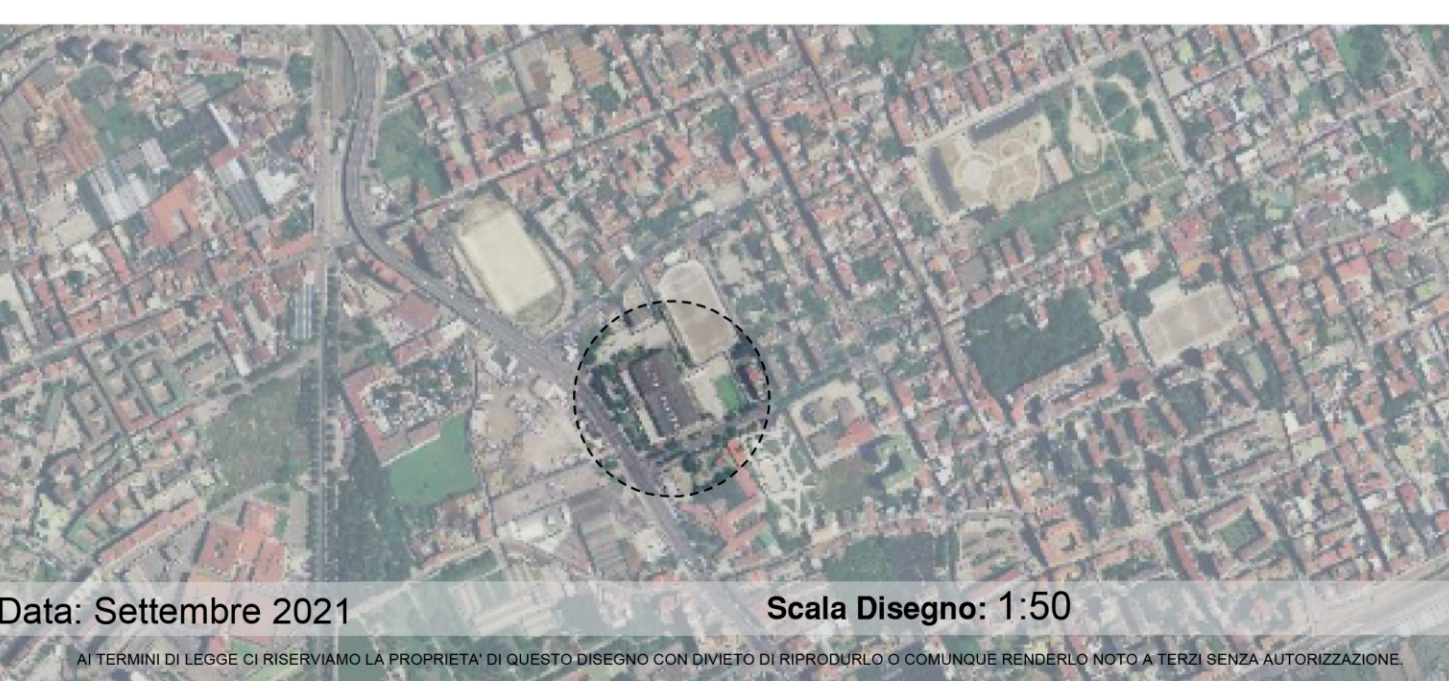 Data: Settembre 2021
Scala Disegno: 1:50
AI TERMINI DI LEGGE CI RISERVIAMO LA PROPRIETA' DI QUESTO DISEGNO CON DIVIETO DI RIPRODURLO O COMUNQUE RENDERLO NOTO A TERZI SENZA AUTORIZZAZIONE.